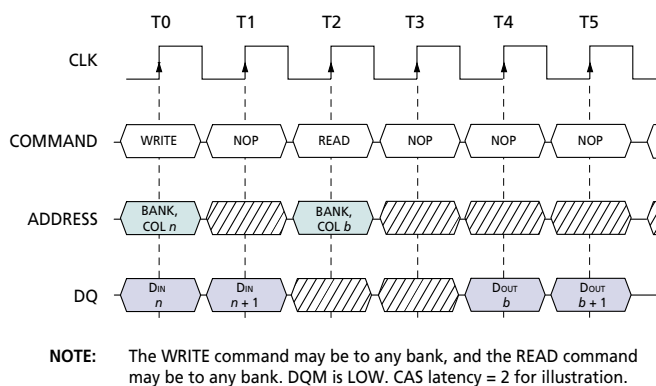 T0 T1 T2 T3 T4 T5
CLK
COMMAND WRITE NOP READ NOP NOP NOP
ADDRESS BANK, COL n BANK, COL b
DQ DIN n DIN n + 1 DOUT b DOUT b + 1
NOTE: The WRITE command may be to any bank, and the READ command
may be to any bank. DQM is LOW. CAS latency = 2 for illustration.